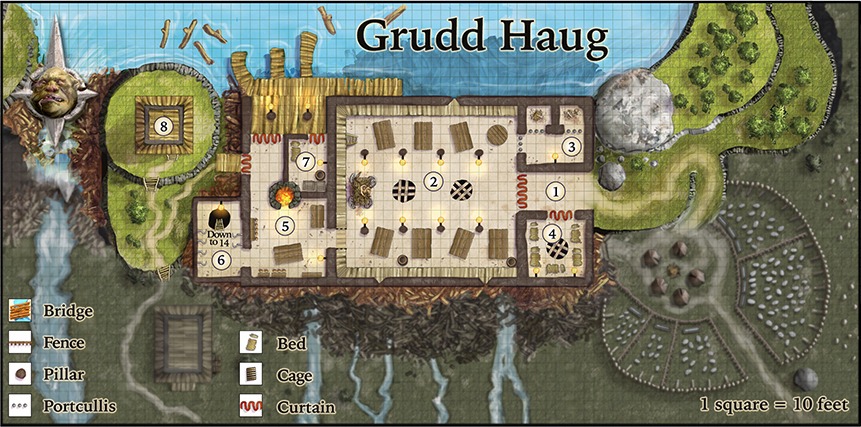 Grudd Haug
8
7
3
2
1
5
4
Down
to 14
6
Bridge
Fence
Pillar
Portcullis
Bed
Cage
Curtain
1 square = 10 feet